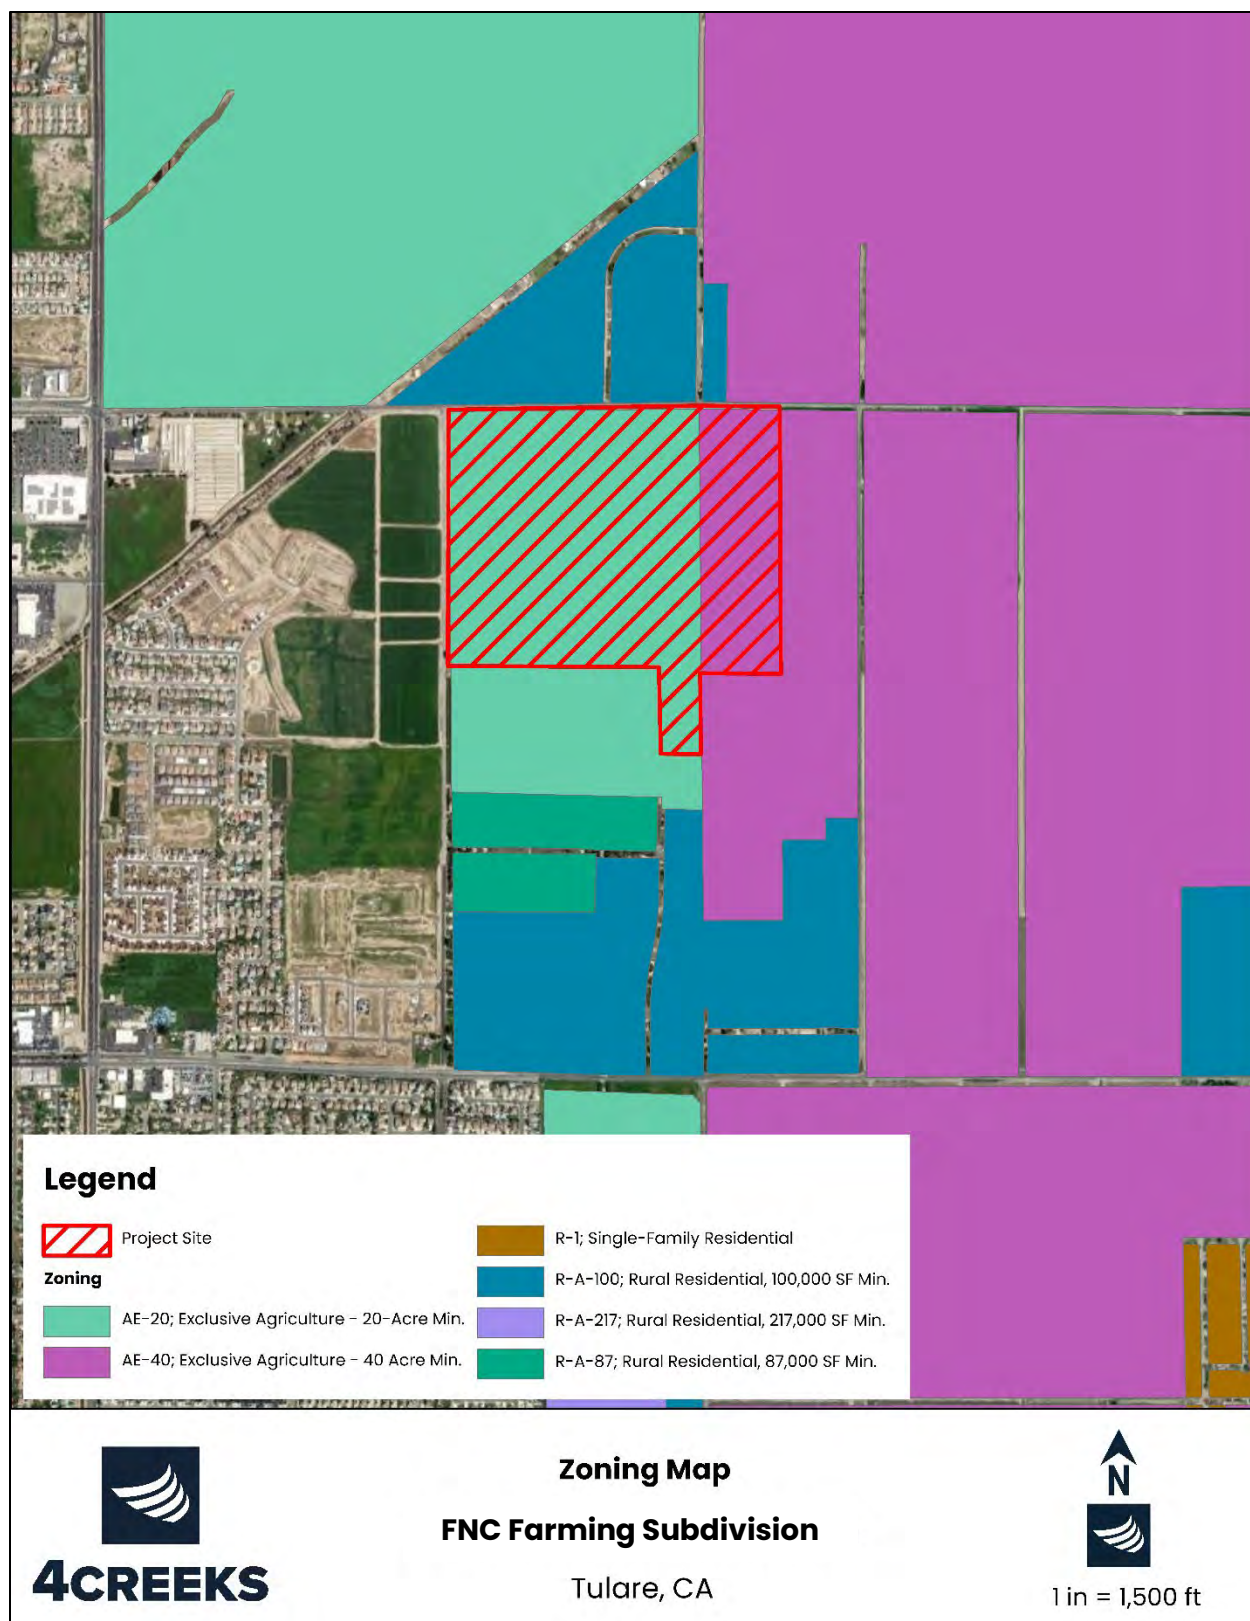 Legend
Project Site
Zoning
AE-20; Exclusive Agriculture - 20-Acre Min.
AE-40; Exclusive Agriculture - 40 Acre Min.
R-1; Single-Family Residential
R-A-100; Rural Residential, 100,000 SF Min.
R-A-217; Rural Residential, 217,000 SF Min.
R-A-87; Rural Residential, 87,000 SF Min.
4CREEKS
Zoning Map
FNC Farming Subdivision
Tulare, CA
N
1 in = 1,500 ft